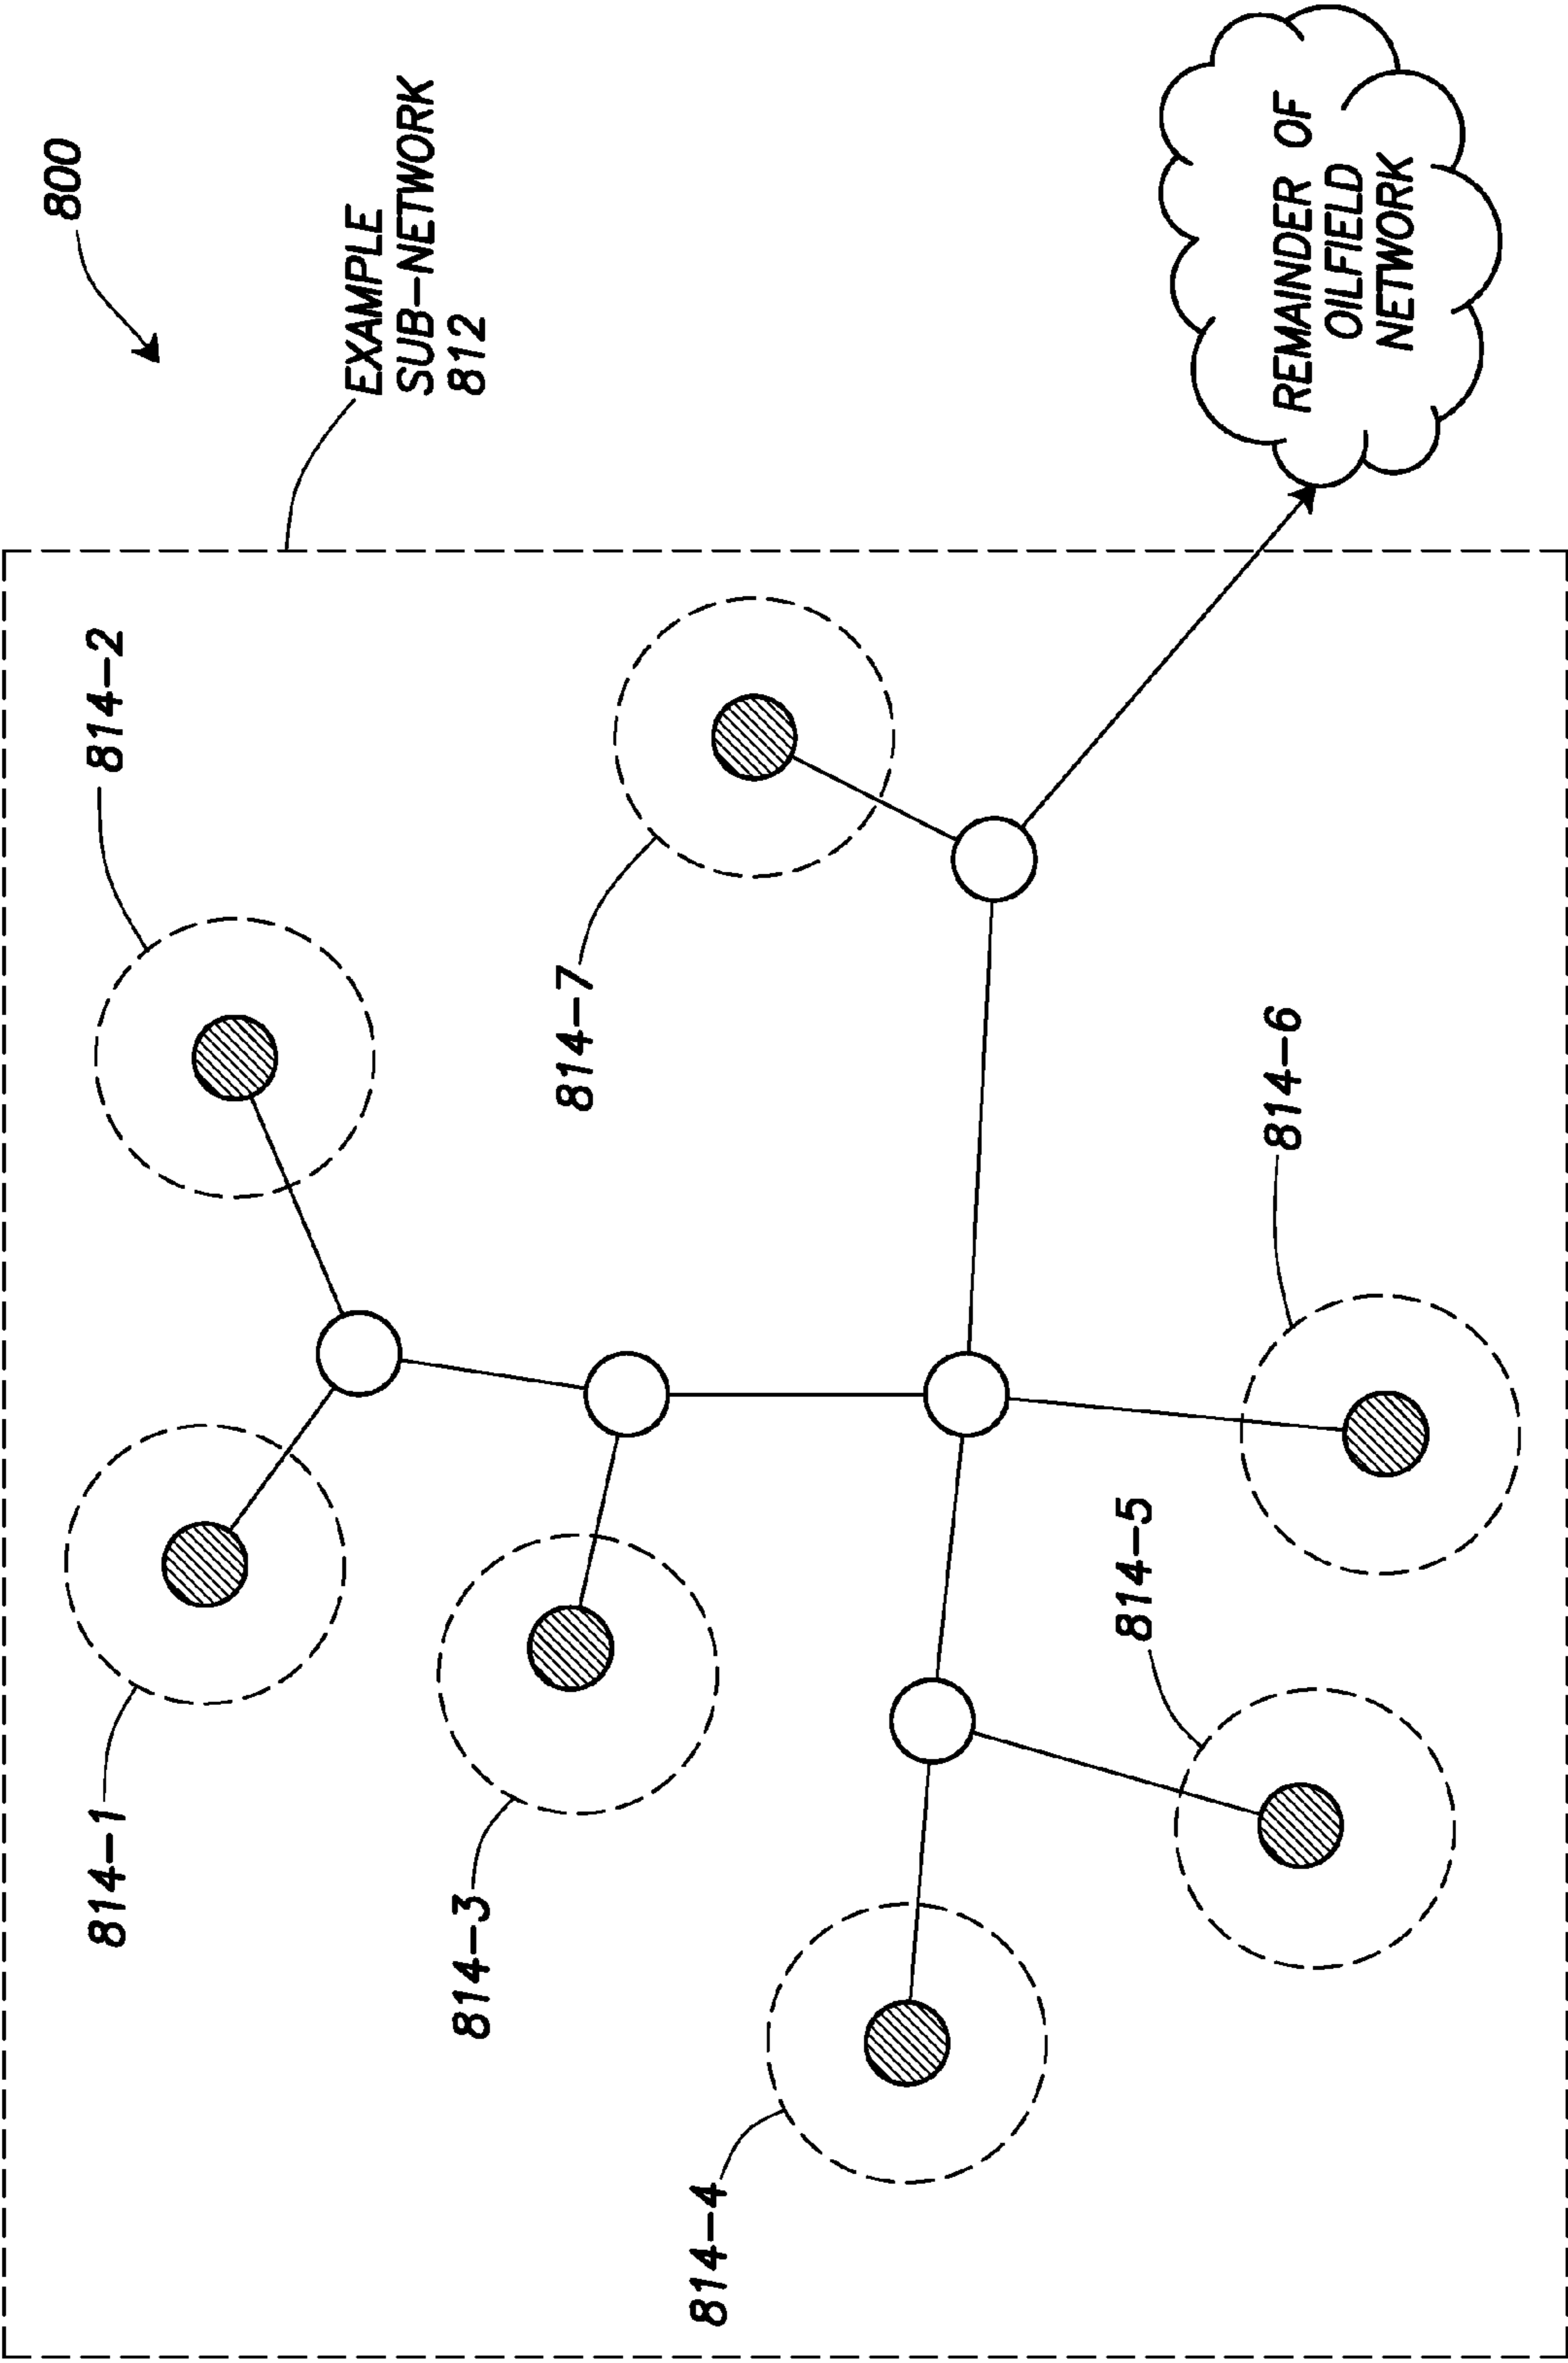 800
EXAMPLE
SUB-NETWORK
812
814-1
814-2
814-3
814-7
814-4
814-5
814-6
REMAINDER OF
OILFIELD
NETWORK